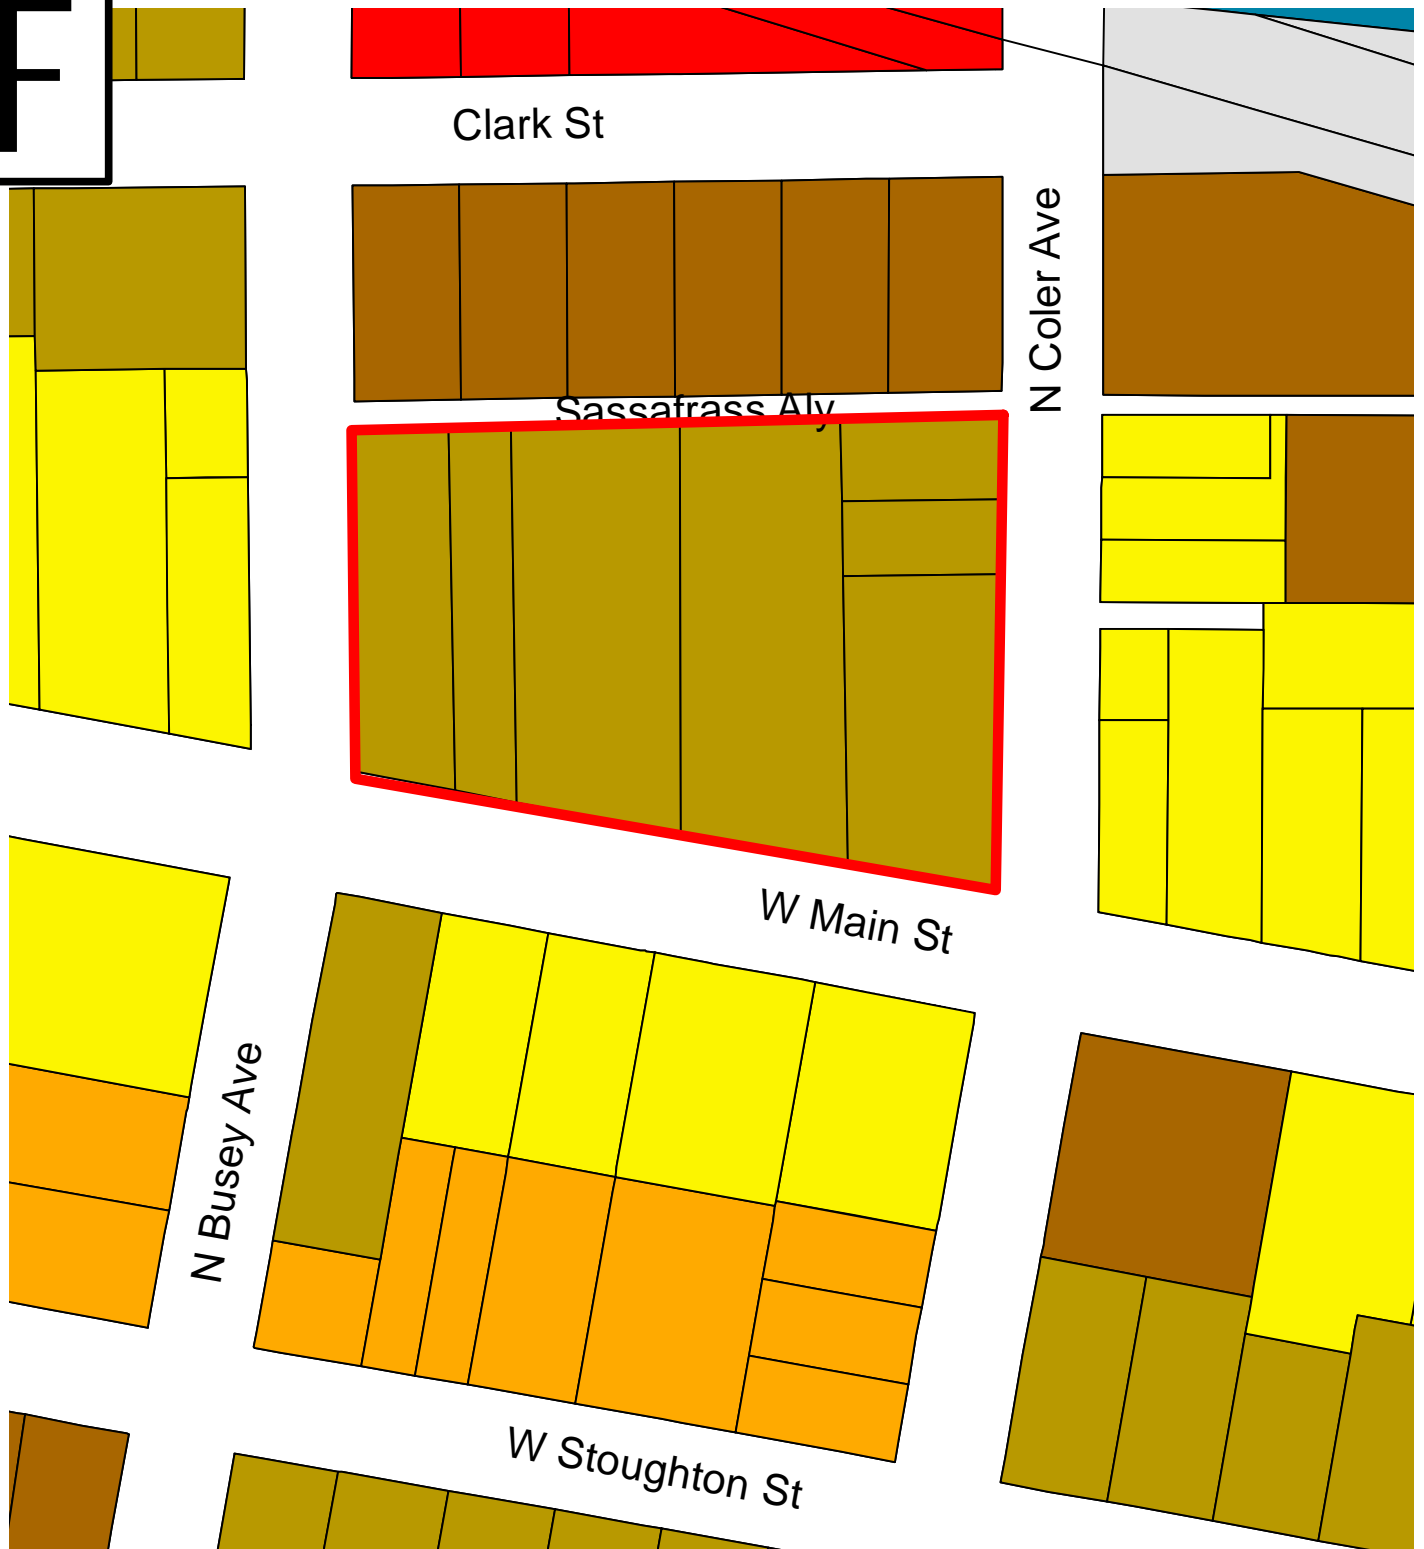 F
Clark St
N Coler Ave
Sassafrass Aly
W Main St
N Busey Ave
W Stoughton St